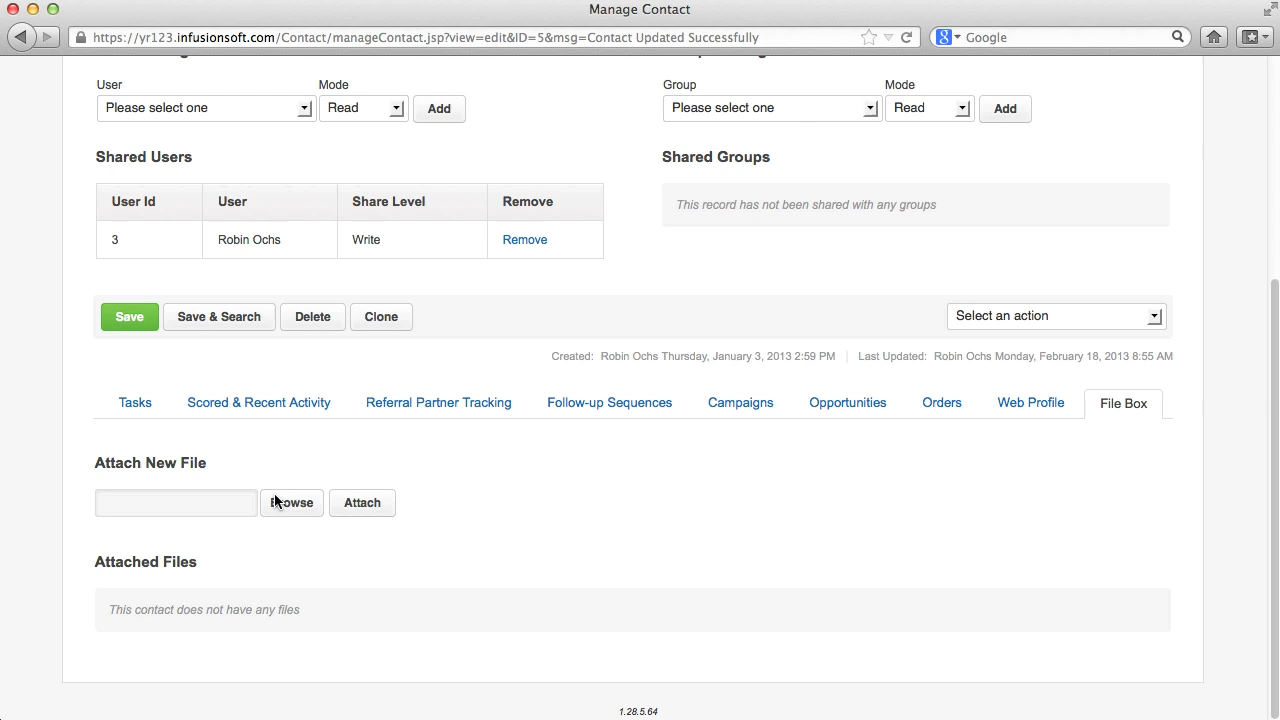 Manage Contact
https://yr123.infusionsoft.com/Contact/manageContact.jsp?view=edit&ID=5&msg=Contact Updated Successfully
Google
User Mode
Please select one Read Add
Group Mode
Please select one Read Add
Shared Users
User Id User Share Level Remove
3 Robin Ochs Write Remove
Shared Groups
This record has not been shared with any groups
Save Save & Search Delete Clone Select an action
Created: Robin Ochs Thursday, January 3, 2013 2:59 PM Last Updated: Robin Ochs Monday, February 18, 2013 8:55 AM
Tasks Scored & Recent Activity Referral Partner Tracking Follow-up Sequences Campaigns Opportunities Orders Web Profile File Box
Attach New File
Browse Attach
Attached Files
This contact does not have any files
1.28.5.64